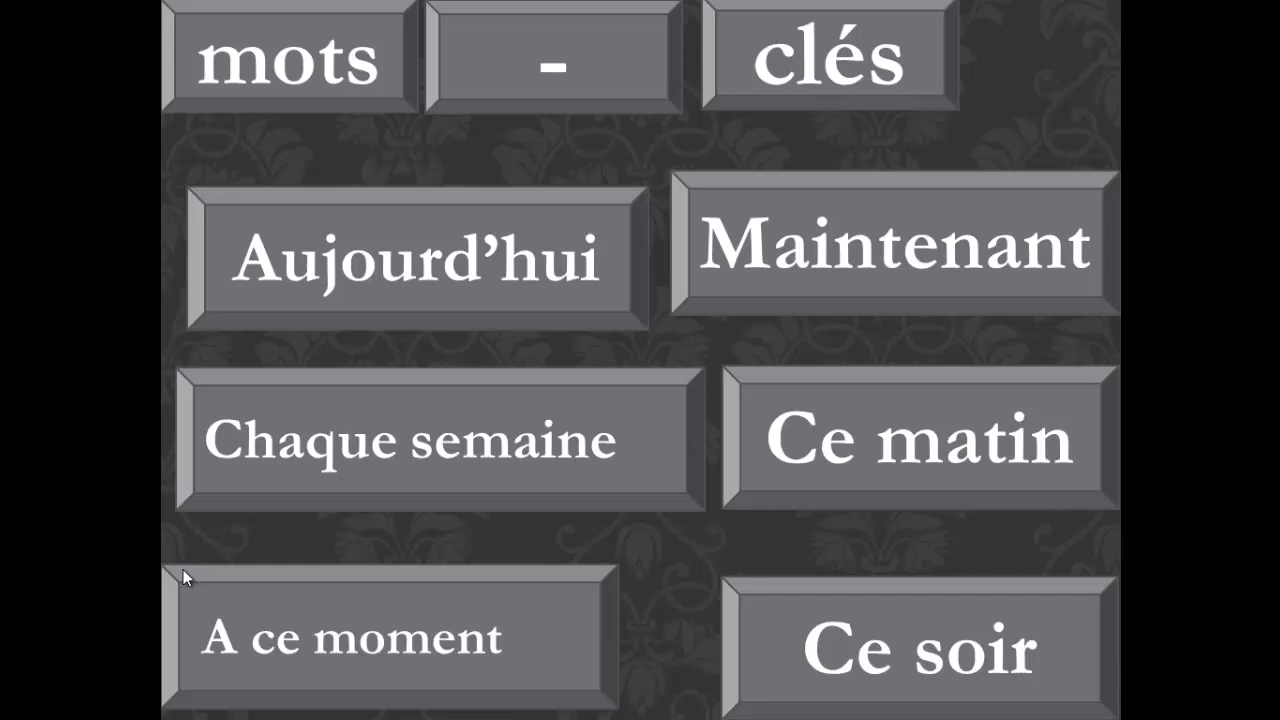 mots - clés
Aujourd’hui
Maintenant
Chaque semaine
Ce matin
A ce moment
Ce soir